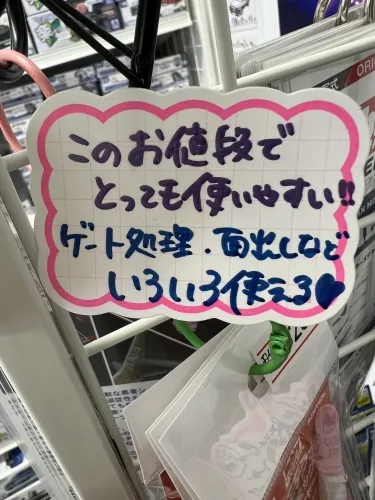 このお値段で
とっても使いやすい!!
ゲート処理・面出しなど
いろいろ使える♥